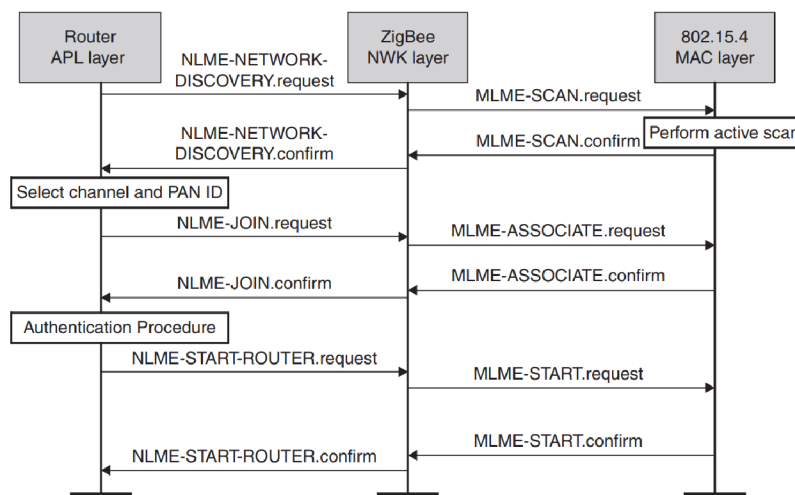 Router
APL layer
ZigBee
NWK layer
802.15.4
MAC layer
NLME-NETWORK-
DISCOVERY.request
MLME-SCAN.request
Perform active scan
NLME-NETWORK-
DISCOVERY.confirm
MLME-SCAN.confirm
Select channel and PAN ID
NLME-JOIN.request
MLME-ASSOCIATE.request
NLME-JOIN.confirm
MLME-ASSOCIATE.confirm
Authentication Procedure
NLME-START-ROUTER.request
MLME-START.request
MLME-START.confirm
NLME-START-ROUTER.confirm